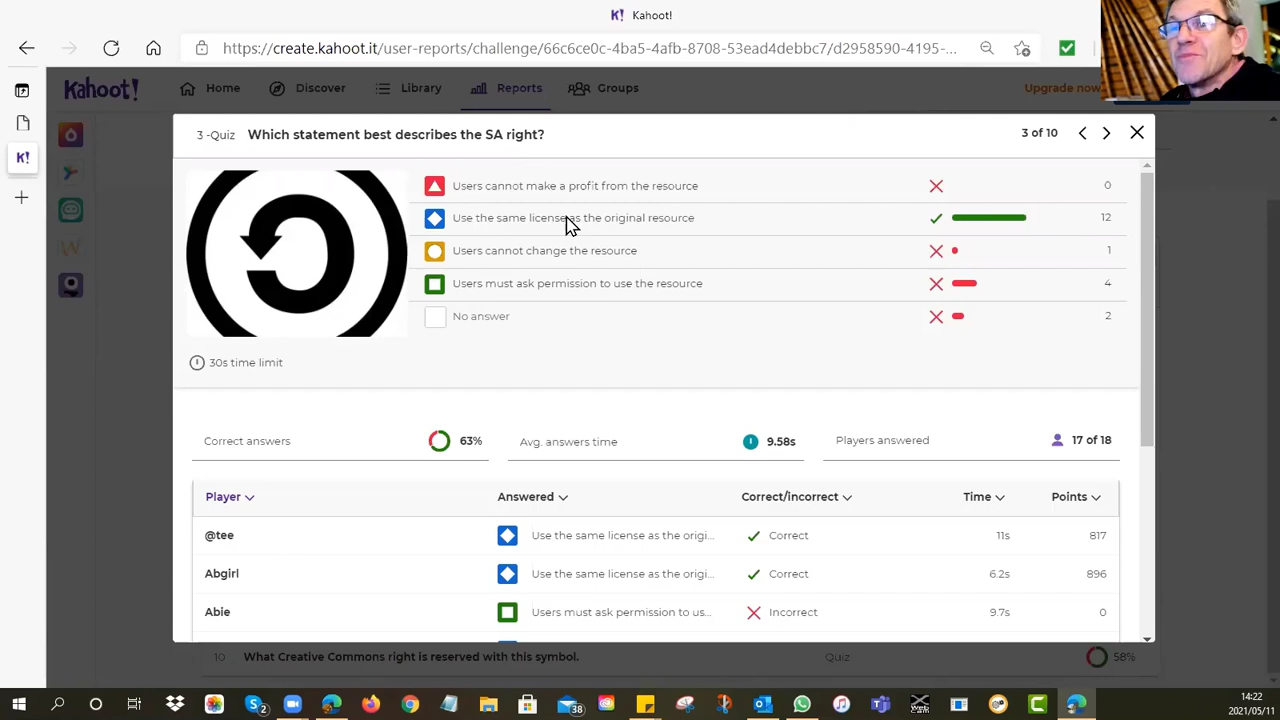 K! Kahoot!
https://create.kahoot.it/user-reports/challenge/66c6ce0c-4ba5-4afb-8708-53ead4debbc7/d2958590-4195-...
Kahoot! Home Discover Library Reports Groups Upgrade now
K!
3 -Quiz Which statement best describes the SA right? 3 of 10
Users cannot make a profit from the resource 0
Use the same license as the original resource 12
Users cannot change the resource 1
Users must ask permission to use the resource 4
No answer 2
30s time limit
Correct answers 63% Avg. answers time 9.58s Players answered 17 of 18
Player Answered Correct/incorrect Time Points
@tee Use the same license as the origi... Correct 11s 817
Abgirl Use the same license as the origi... Correct 6.2s 896
Abie Users must ask permission to us... Incorrect 9.7s 0
10 What Creative Commons right is reserved with this symbol. Quiz 58%
2 38 14:22
2021/05/11